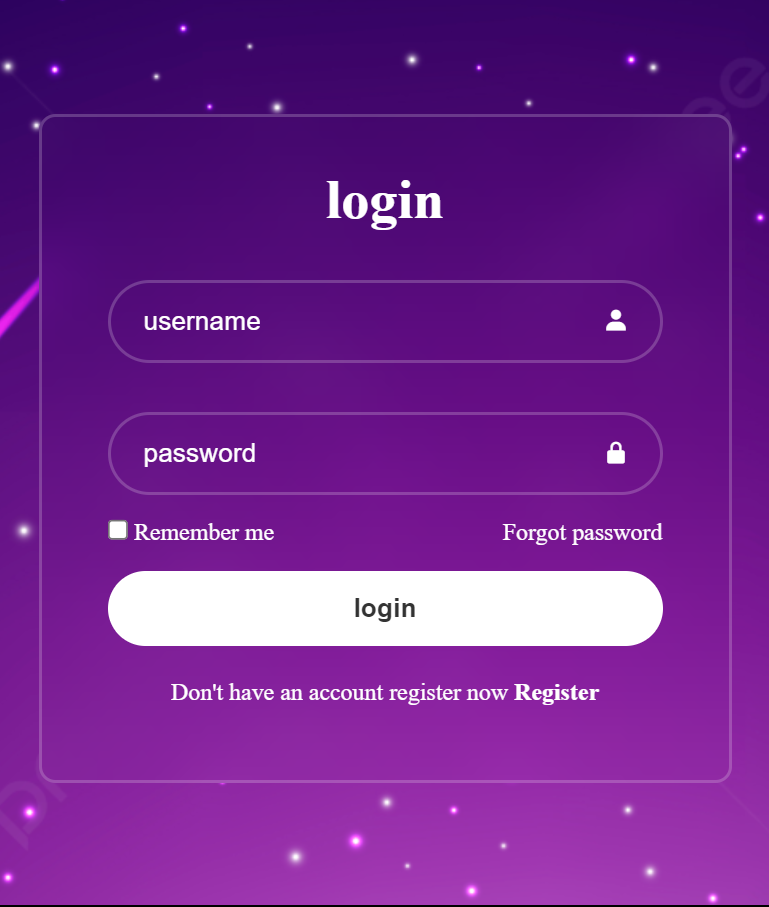 login
username
password
Remember me Forgot password
login
Don't have an account register now Register